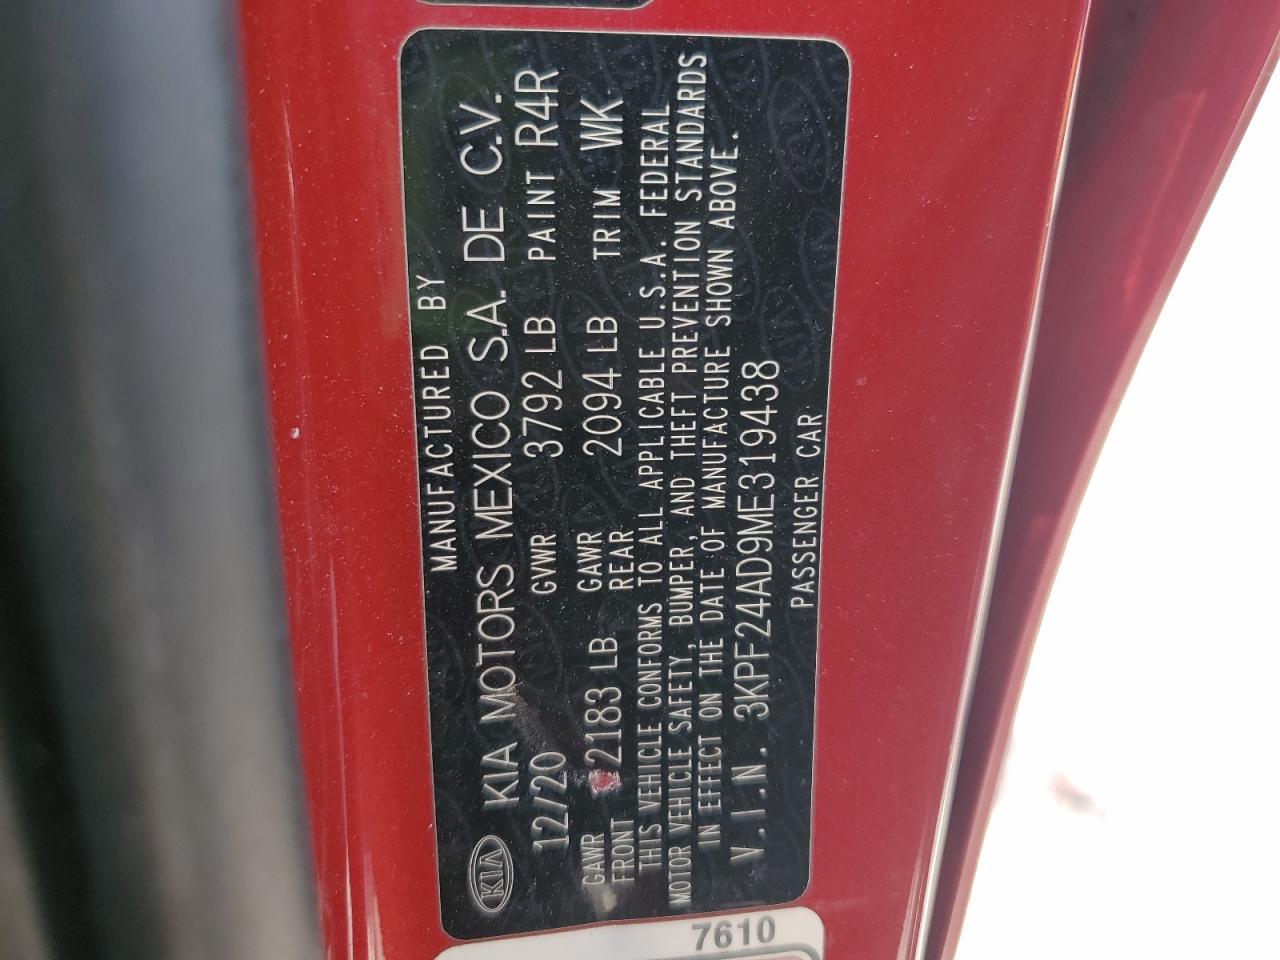 MANUFACTURED BY
KIA KIA MOTORS MEXICO S.A. DE C.V.
12/20 GVWR 3792 LB PAINT R4R
GAWR FRONT 2183 LB GAWR REAR 2094 LB TRIM WK
THIS VEHICLE CONFORMS TO ALL APPLICABLE U.S.A. FEDERAL
MOTOR VEHICLE SAFETY, BUMPER, AND THEFT PREVENTION STANDARDS
IN EFFECT ON THE DATE OF MANUFACTURE SHOWN ABOVE.
V.I.N. 3KPF24AD9ME319438
PASSENGER CAR
7610